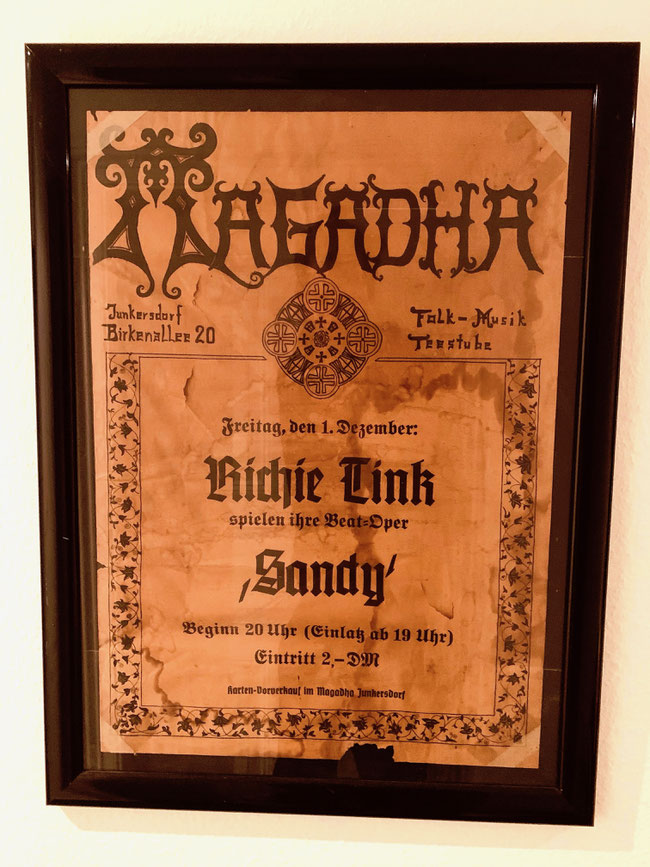 MAGADHA
Junkersdorf
Birkenallee 20
Folk-Musik
Teestube
Freitag, den 1. Dezember:
Richie Tink
spielen ihre Beat=Oper
‚Sandy‘
Beginn 20 Uhr (Einlaß ab 19 Uhr)
Eintritt 2,– DM
Karten-Vorverkauf im Magadha Junkersdorf